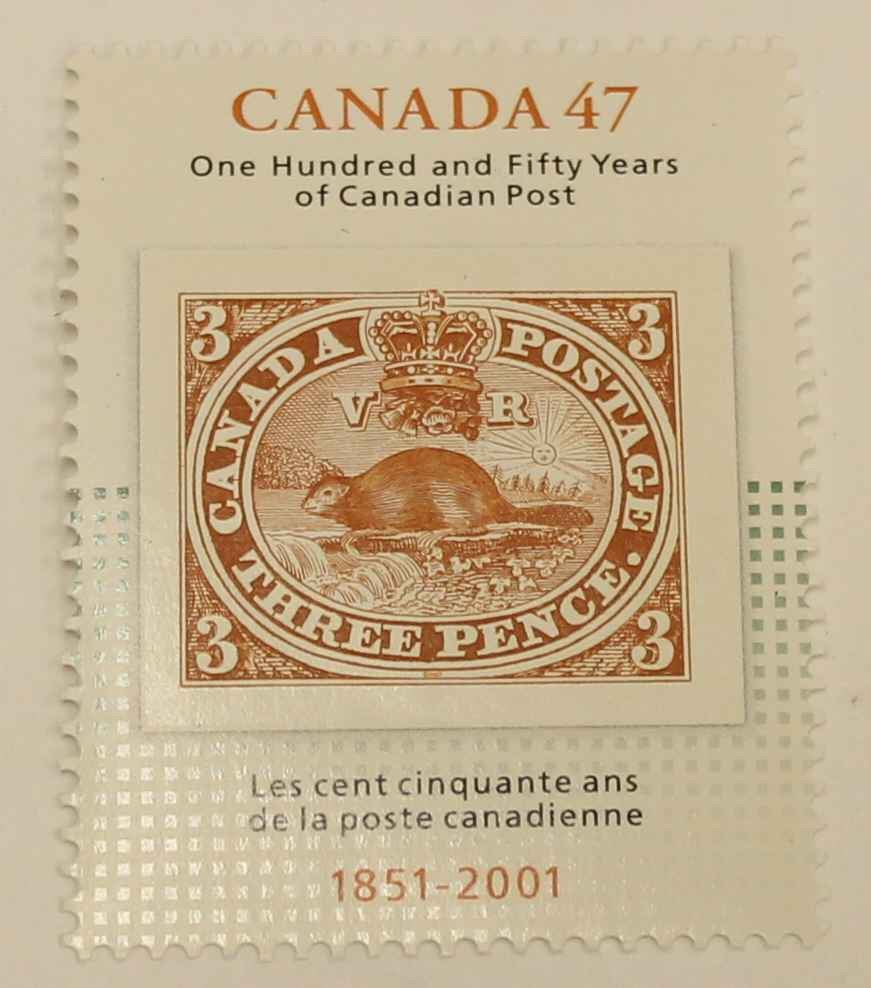 CANADA 47
One Hundred and Fifty Years
of Canadian Post
3 3
CANADA POSTAGE
V R
THREE PENCE.
3 3
Les cent cinquante ans
de la poste canadienne
1851-2001